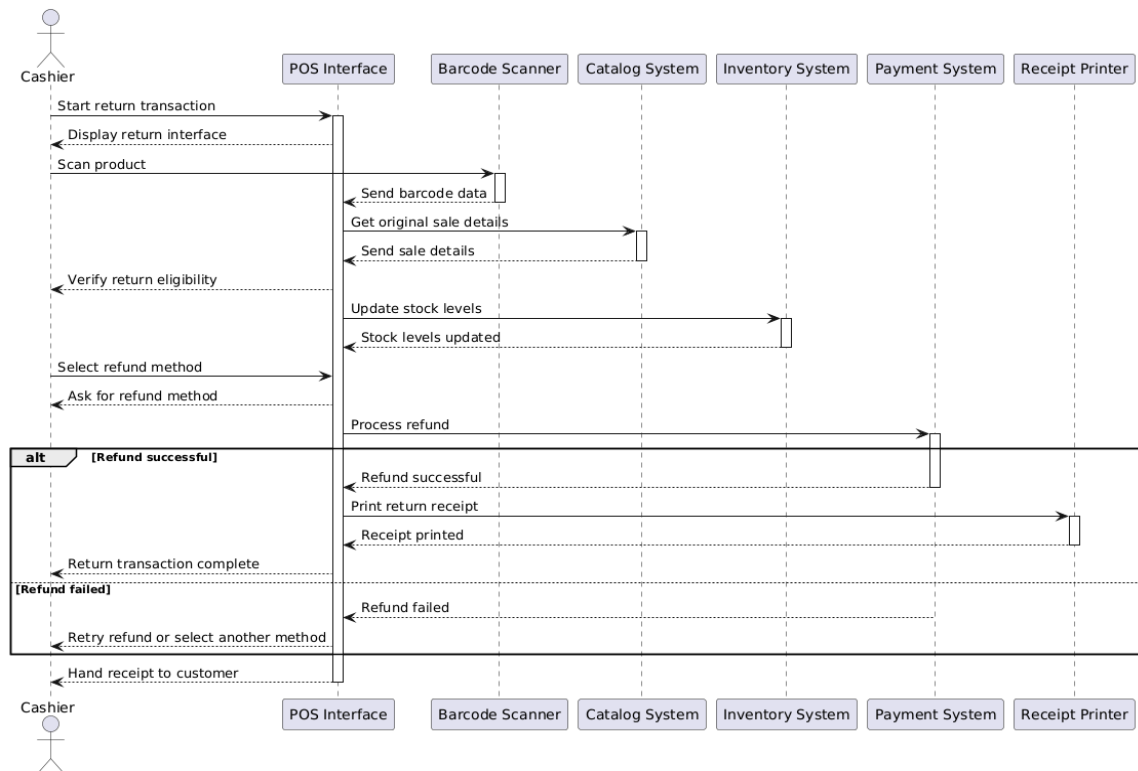 Cashier
POS Interface
Barcode Scanner
Catalog System
Inventory System
Payment System
Receipt Printer
Start return transaction
Display return interface
Scan product
Send barcode data
Get original sale details
Send sale details
Verify return eligibility
Update stock levels
Stock levels updated
Select refund method
Ask for refund method
Process refund
alt
[Refund successful]
Refund successful
Print return receipt
Receipt printed
Return transaction complete
[Refund failed]
Refund failed
Retry refund or select another method
Hand receipt to customer
Cashier
POS Interface
Barcode Scanner
Catalog System
Inventory System
Payment System
Receipt Printer